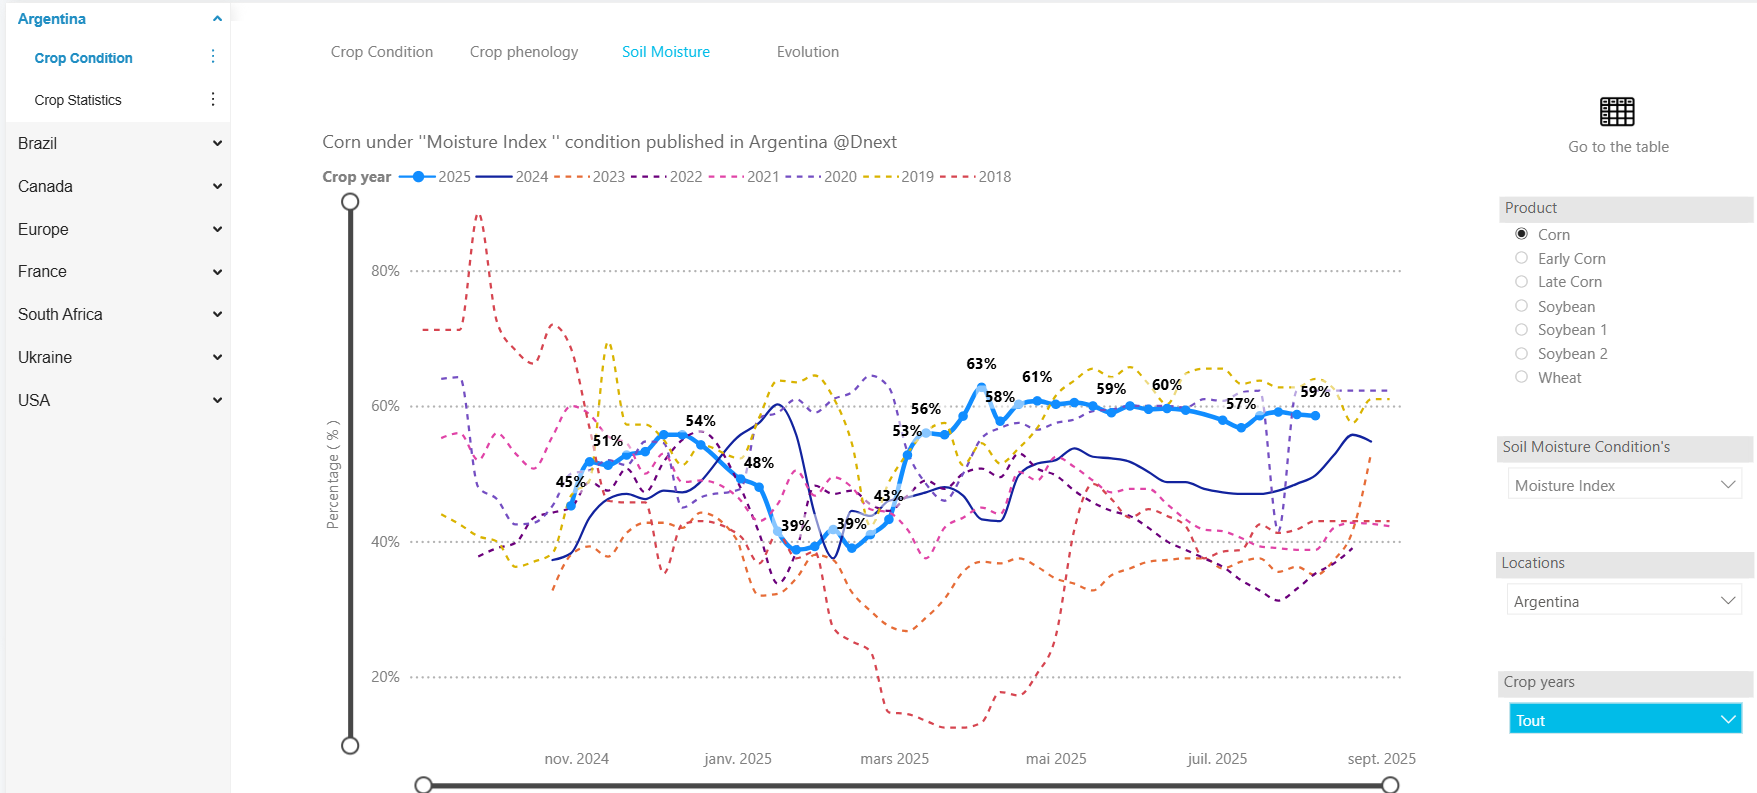 Argentina
Crop Condition
Crop Statistics
Brazil
Canada
Europe
France
South Africa
Ukraine
USA
Crop Condition Crop phenology Soil Moisture Evolution
Go to the table
Corn under "Moisture Index " condition published in Argentina @Dnext
Crop year 2025 2024 2023 2022 2021 2020 2019 2018
Percentage ( % )
80%
60%
40%
20%
45%
51%
54%
48%
39%
39%
43%
53%
56%
63%
58%
61%
59%
60%
57%
59%
nov. 2024 janv. 2025 mars 2025 mai 2025 juil. 2025 sept. 2025
Product
Corn
Early Corn
Late Corn
Soybean
Soybean 1
Soybean 2
Wheat
Soil Moisture Condition's
Moisture Index
Locations
Argentina
Crop years
Tout